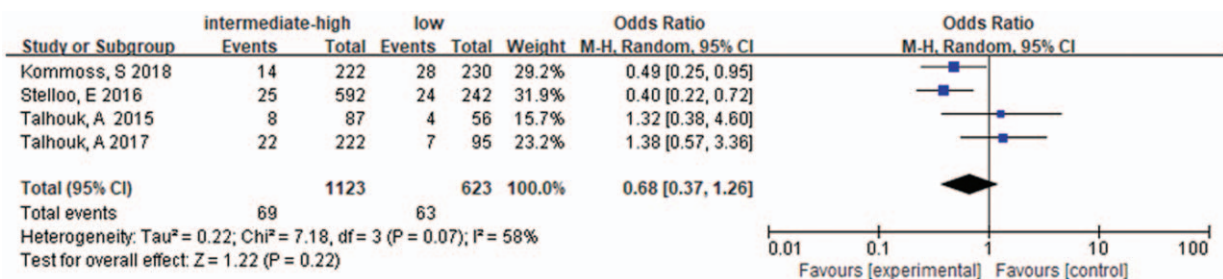 intermediate-high low Odds Ratio Odds Ratio
Study or Subgroup Events Total Events Total Weight M-H, Random, 95% CI M-H, Random, 95% CI
Kommoss, S 2018 14 222 28 230 29.2% 0.49 [0.25, 0.95]
Stelloo, E 2016 25 592 24 242 31.9% 0.40 [0.22, 0.72]
Talhouk, A 2015 8 87 4 56 15.7% 1.32 [0.38, 4.60]
Talhouk, A 2017 22 222 7 95 23.2% 1.38 [0.57, 3.36]
Total (95% CI) 1123 623 100.0% 0.68 [0.37, 1.26]
Total events 69 63
Heterogeneity: Tau² = 0.22; Chi² = 7.18, df = 3 (P = 0.07); I² = 58%
Test for overall effect: Z = 1.22 (P = 0.22)
0.01 0.1 1 10 100
Favours [experimental] Favours [control]